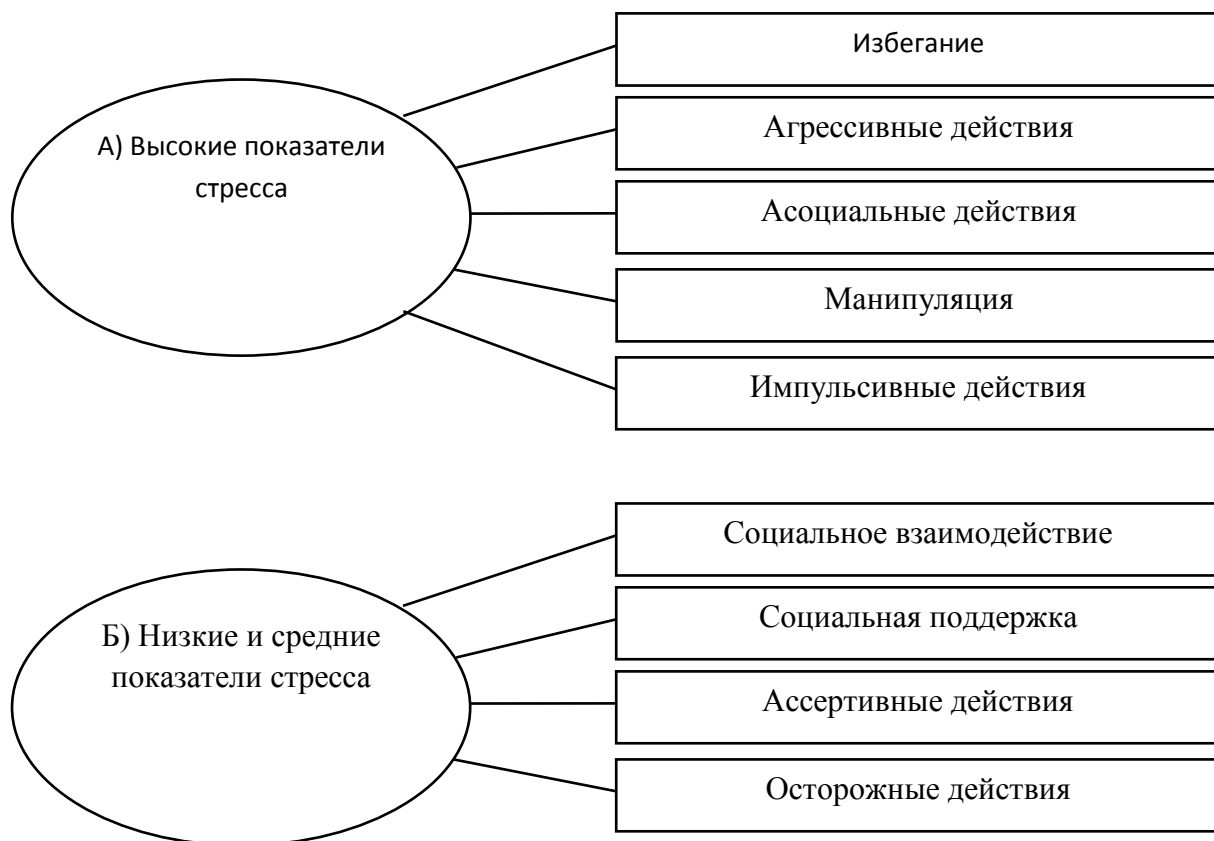 А) Высокие показатели
стресса
Избегание
Агрессивные действия
Асоциальные действия
Манипуляция
Импульсивные действия
Б) Низкие и средние
показатели стресса
Социальное взаимодействие
Социальная поддержка
Ассертивные действия
Осторожные действия